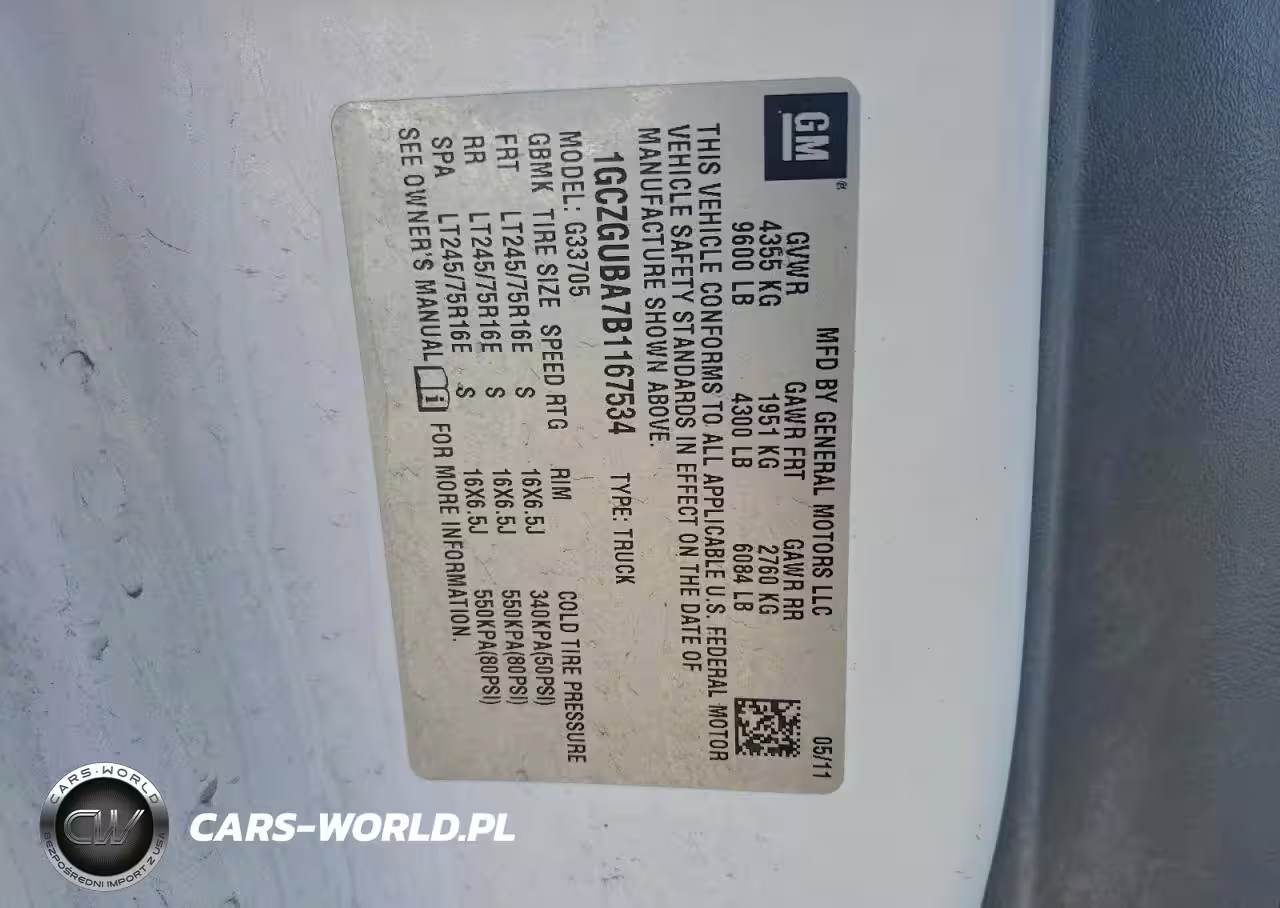 GM
MFD BY GENERAL MOTORS LLC 05/11
GVWR GAWR FRT GAWR RR
4355 KG 1951 KG 2760 KG
9600 LB 4300 LB 6084 LB
THIS VEHICLE CONFORMS TO ALL APPLICABLE U.S. FEDERAL MOTOR
VEHICLE SAFETY STANDARDS IN EFFECT ON THE DATE OF
MANUFACTURE SHOWN ABOVE.
1GCZGUBA7B1167534 TYPE: TRUCK
MODEL: G33705
GBMK TIRE SIZE SPEED RTG RIM COLD TIRE PRESSURE
FRT LT245/75R16E S 16X6.5J 340KPA(50PSI)
RR LT245/75R16E S 16X6.5J 550KPA(80PSI)
SPA LT245/75R16E S 16X6.5J 550KPA(80PSI)
SEE OWNER'S MANUAL i FOR MORE INFORMATION.
CARS-WORLD
CW
BEZPOŚREDNI IMPORT Z USA
CARS-WORLD.PL